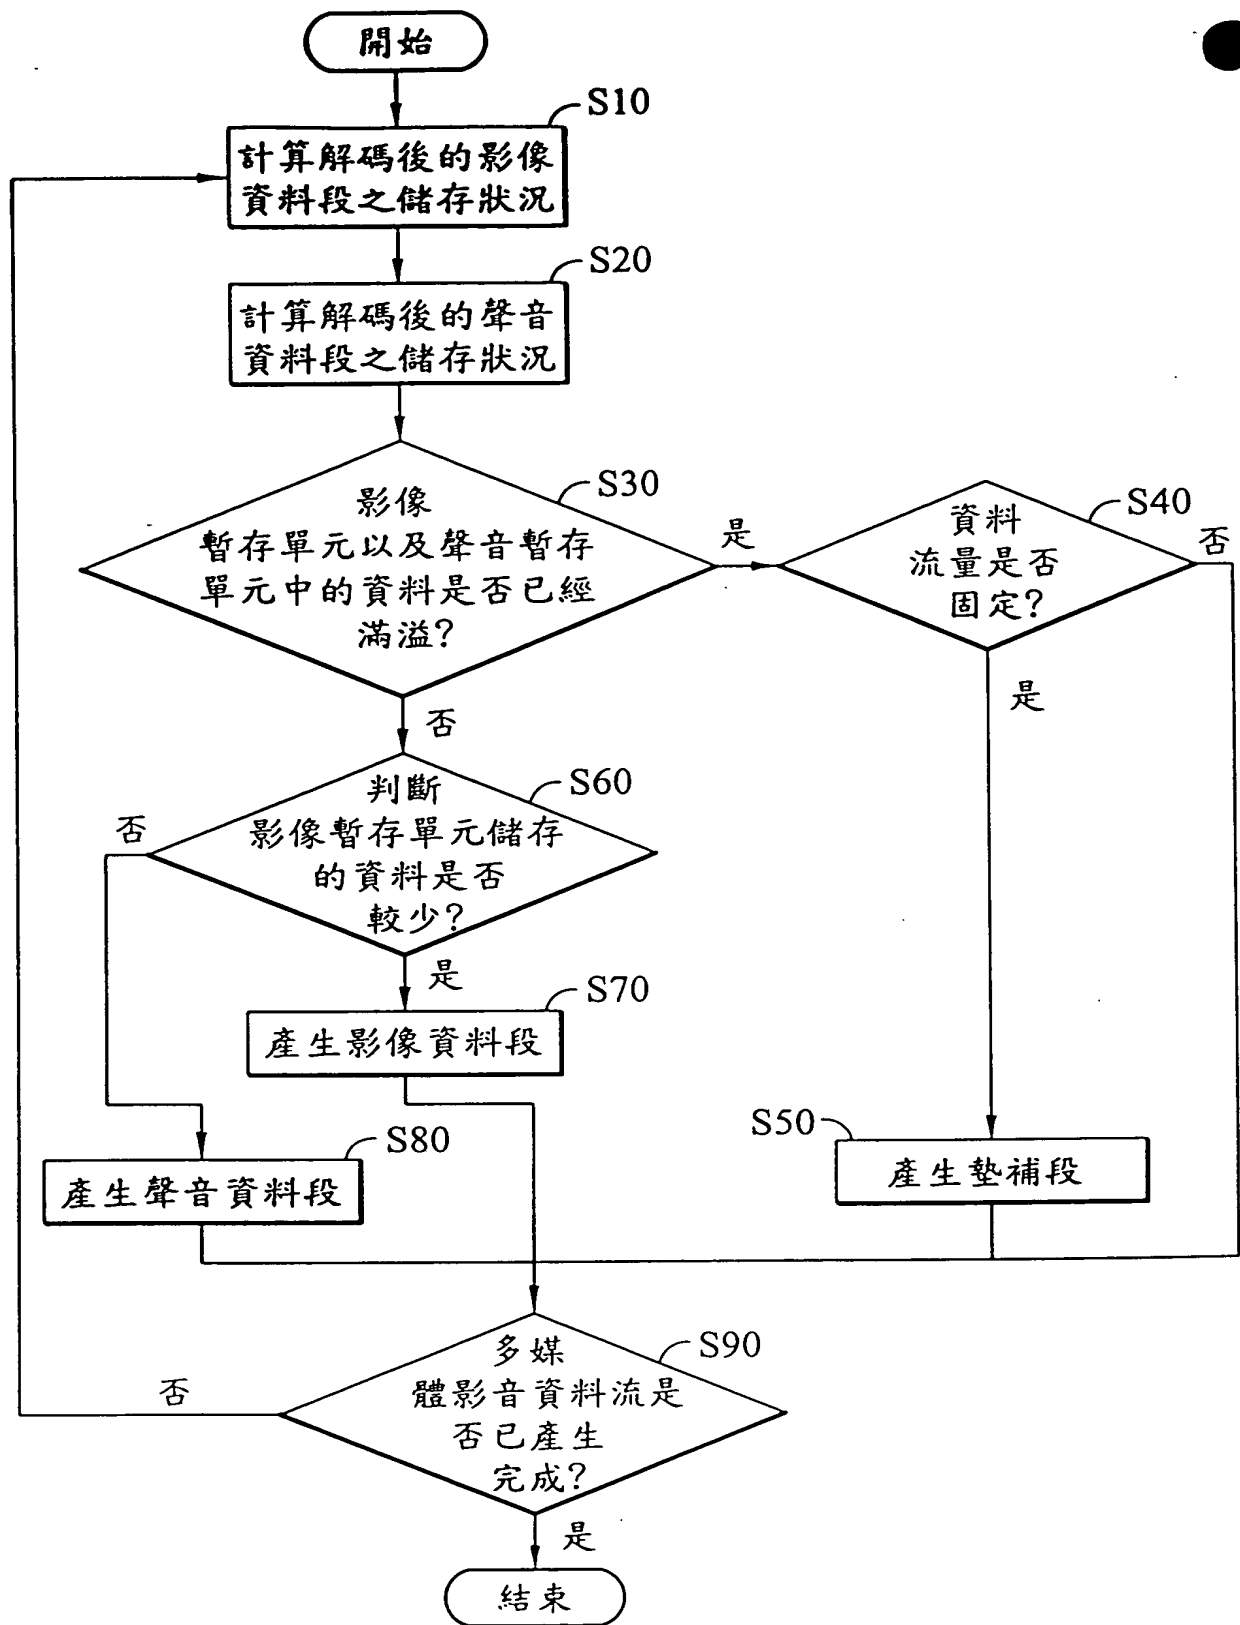 開始
S10
計算解碼後的影像
資料段之儲存狀況
S20
計算解碼後的聲音
資料段之儲存狀況
S30
影像
暫存單元以及聲音暫存
單元中的資料是否已經
滿溢?
是
S40
資料
流量是否
固定?
否
是
否
S60
判斷
影像暫存單元儲存
的資料是否
較少?
否
是
S70
產生影像資料段
S80
產生聲音資料段
S50
產生墊補段
S90
多媒
體影音資料流是
否已產生
完成?
否
是
結束